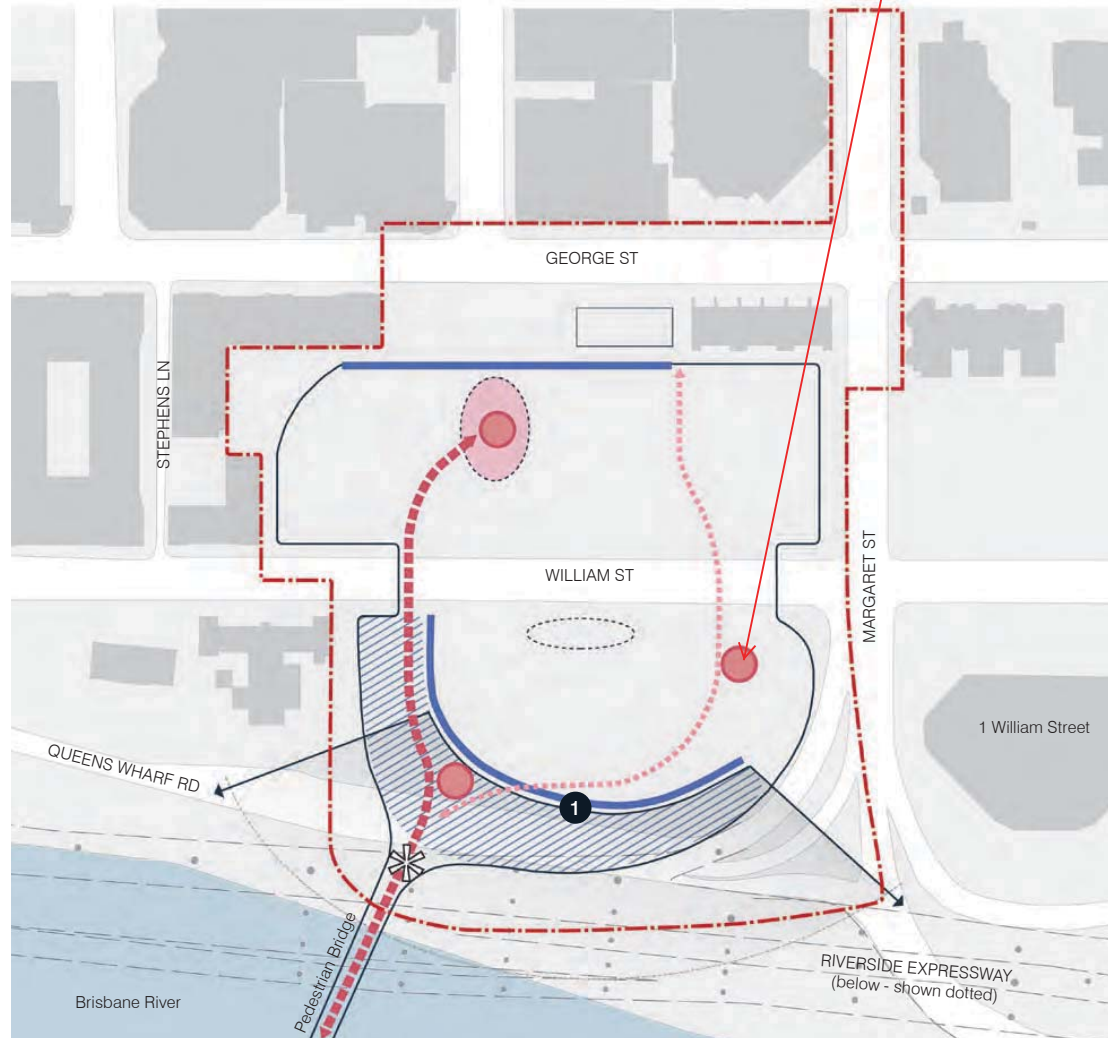 GEORGE ST
STEPHENS LN
WILLIAM ST
MARGARET ST
1 William Street
QUEENS WHARF RD
1
Pedestrian Bridge
RIVERSIDE EXPRESSWAY
(below - shown dotted)
Brisbane River